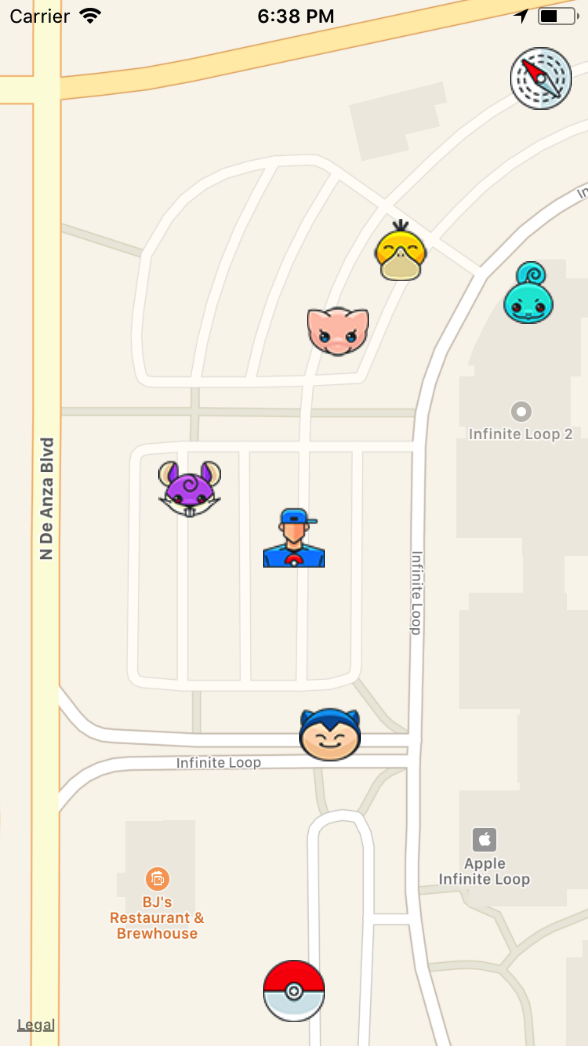 Carrier
6:38 PM
In
Infinite Loop 2
N De Anza Blvd
Infinite Loop
Infinite Loop
Apple
Infinite Loop
BJ's
Restaurant &
Brewhouse
Legal